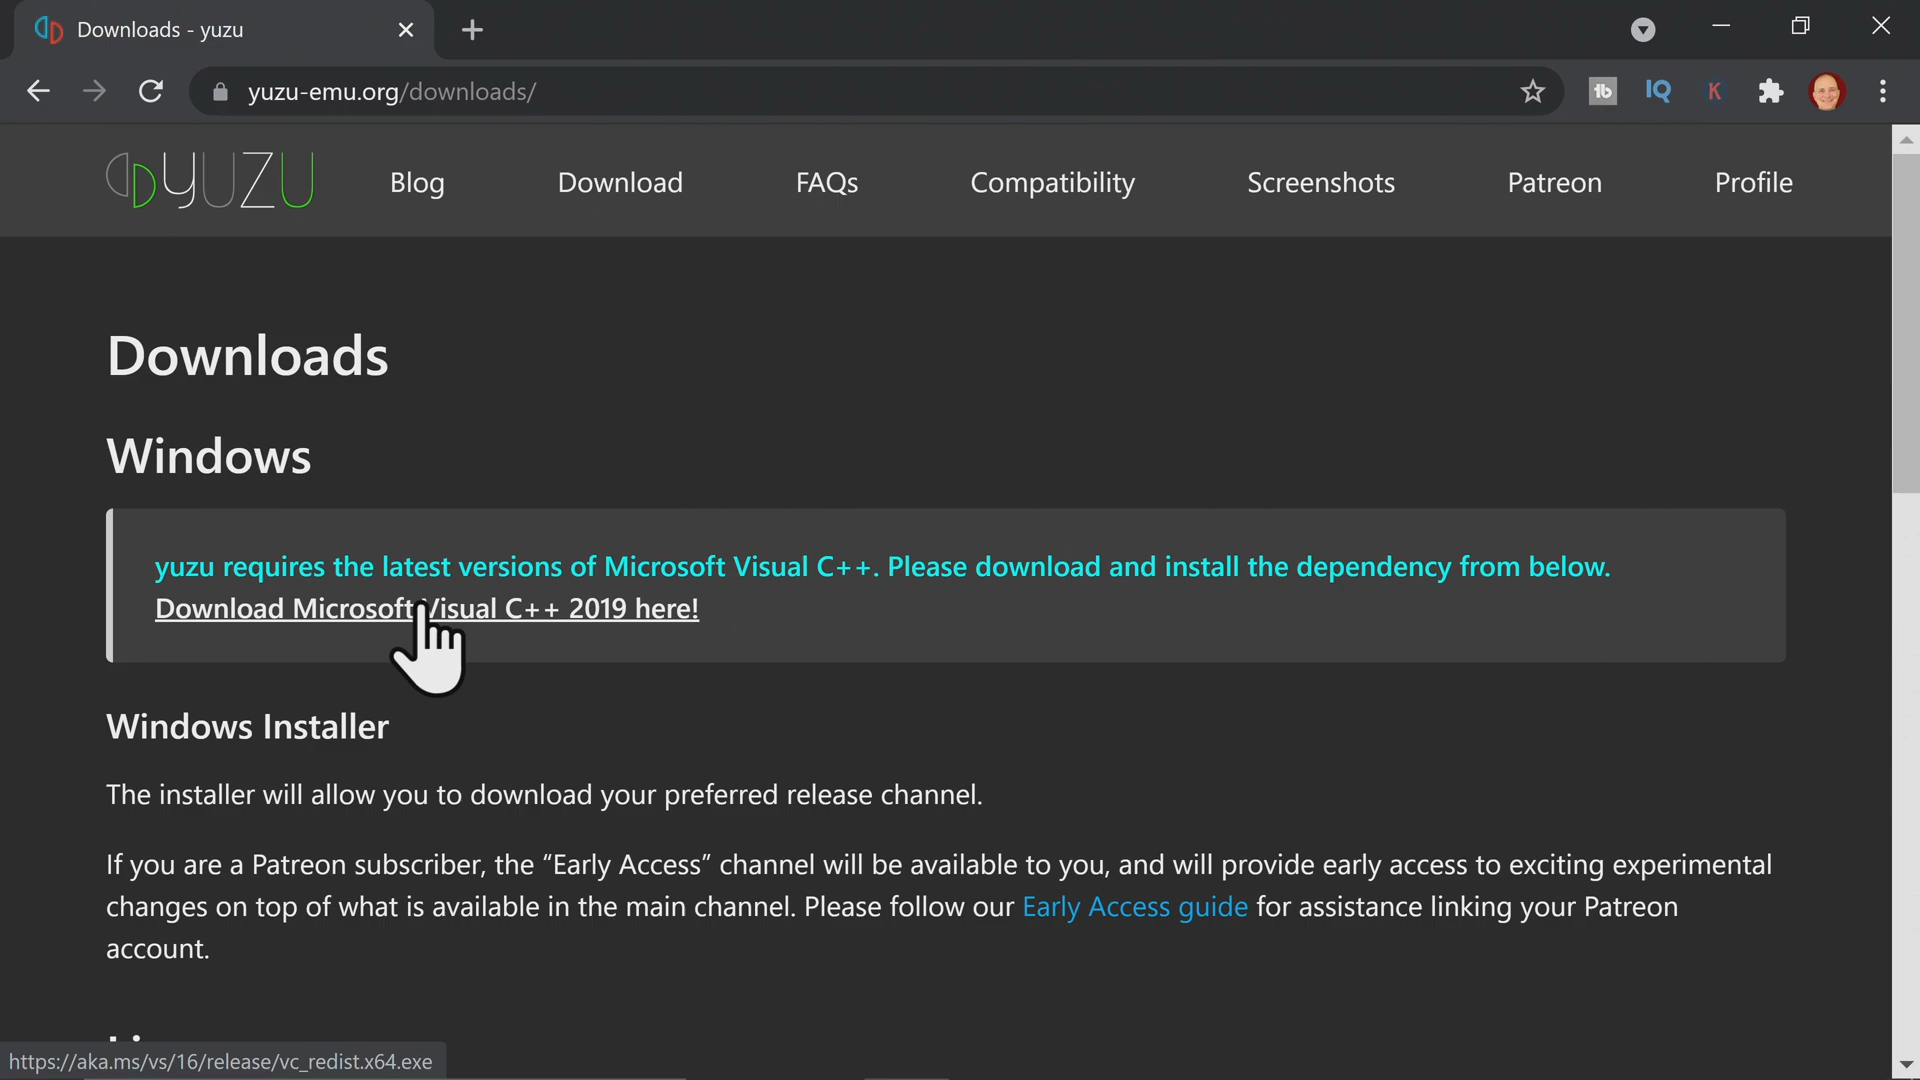 Downloads - yuzu
yuzu-emu.org/downloads/
tb
IQ
K
YUZU
Blog
Download
FAQs
Compatibility
Screenshots
Patreon
Profile
Downloads
Windows
yuzu requires the latest versions of Microsoft Visual C++. Please download and install the dependency from below.
Download Microsoft Visual C++ 2019 here!
Windows Installer
The installer will allow you to download your preferred release channel.
If you are a Patreon subscriber, the “Early Access” channel will be available to you, and will provide early access to exciting experimental
changes on top of what is available in the main channel. Please follow our Early Access guide for assistance linking your Patreon
account.
https://aka.ms/vs/16/release/vc_redist.x64.exe